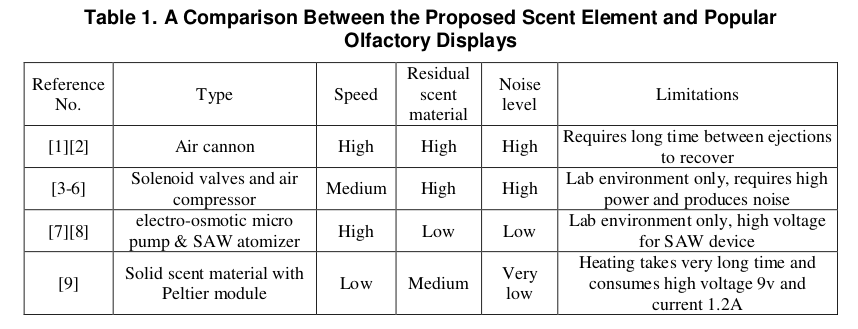 Table 1. A Comparison Between the Proposed Scent Element and Popular
Olfactory Displays
Reference No. | Type | Speed | Residual scent material | Noise level | Limitations
[1][2] | Air cannon | High | High | High | Requires long time between ejections to recover
[3-6] | Solenoid valves and air compressor | Medium | High | High | Lab environment only, requires high power and produces noise
[7][8] | electro-osmotic micro pump & SAW atomizer | High | Low | Low | Lab environment only, high voltage for SAW device
[9] | Solid scent material with Peltier module | Low | Medium | Very low | Heating takes very long time and consumes high voltage 9v and current 1.2A